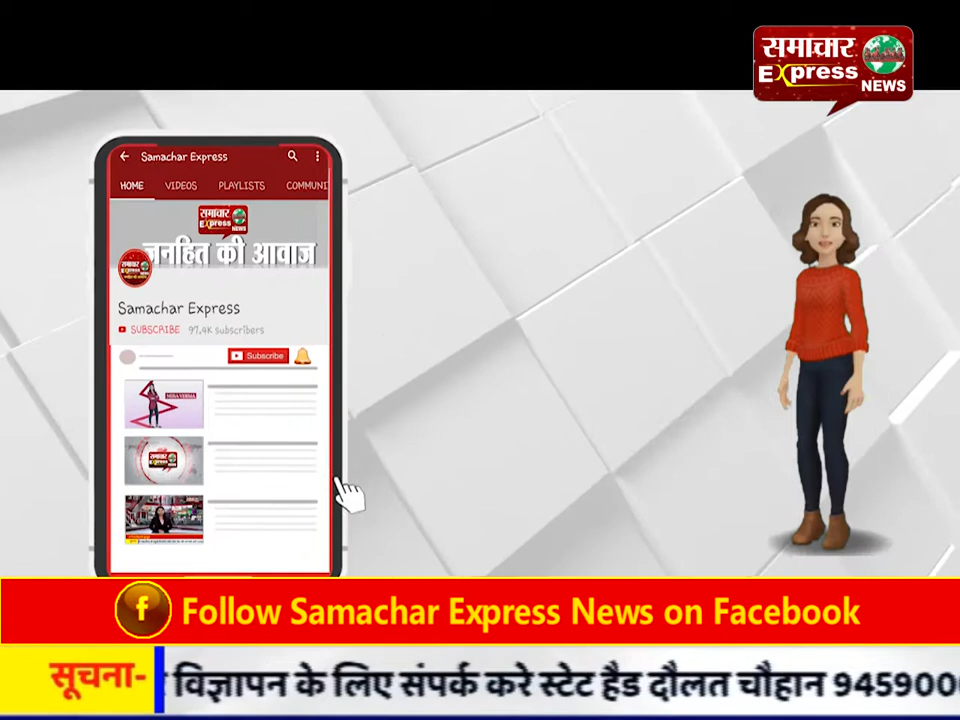 समाचार
Express
NEWS
Samachar Express
HOME VIDEOS PLAYLISTS COMMUNI
समाचार
Express
NEWS
जनहित की आवाज
Samachar Express
SUBSCRIBE 97.4K subscribers
Subscribe
f Follow Samachar Express News on Facebook
सूचना- विज्ञापन के लिए संपर्क करे स्टेट हैड दौलत चौहान 945900